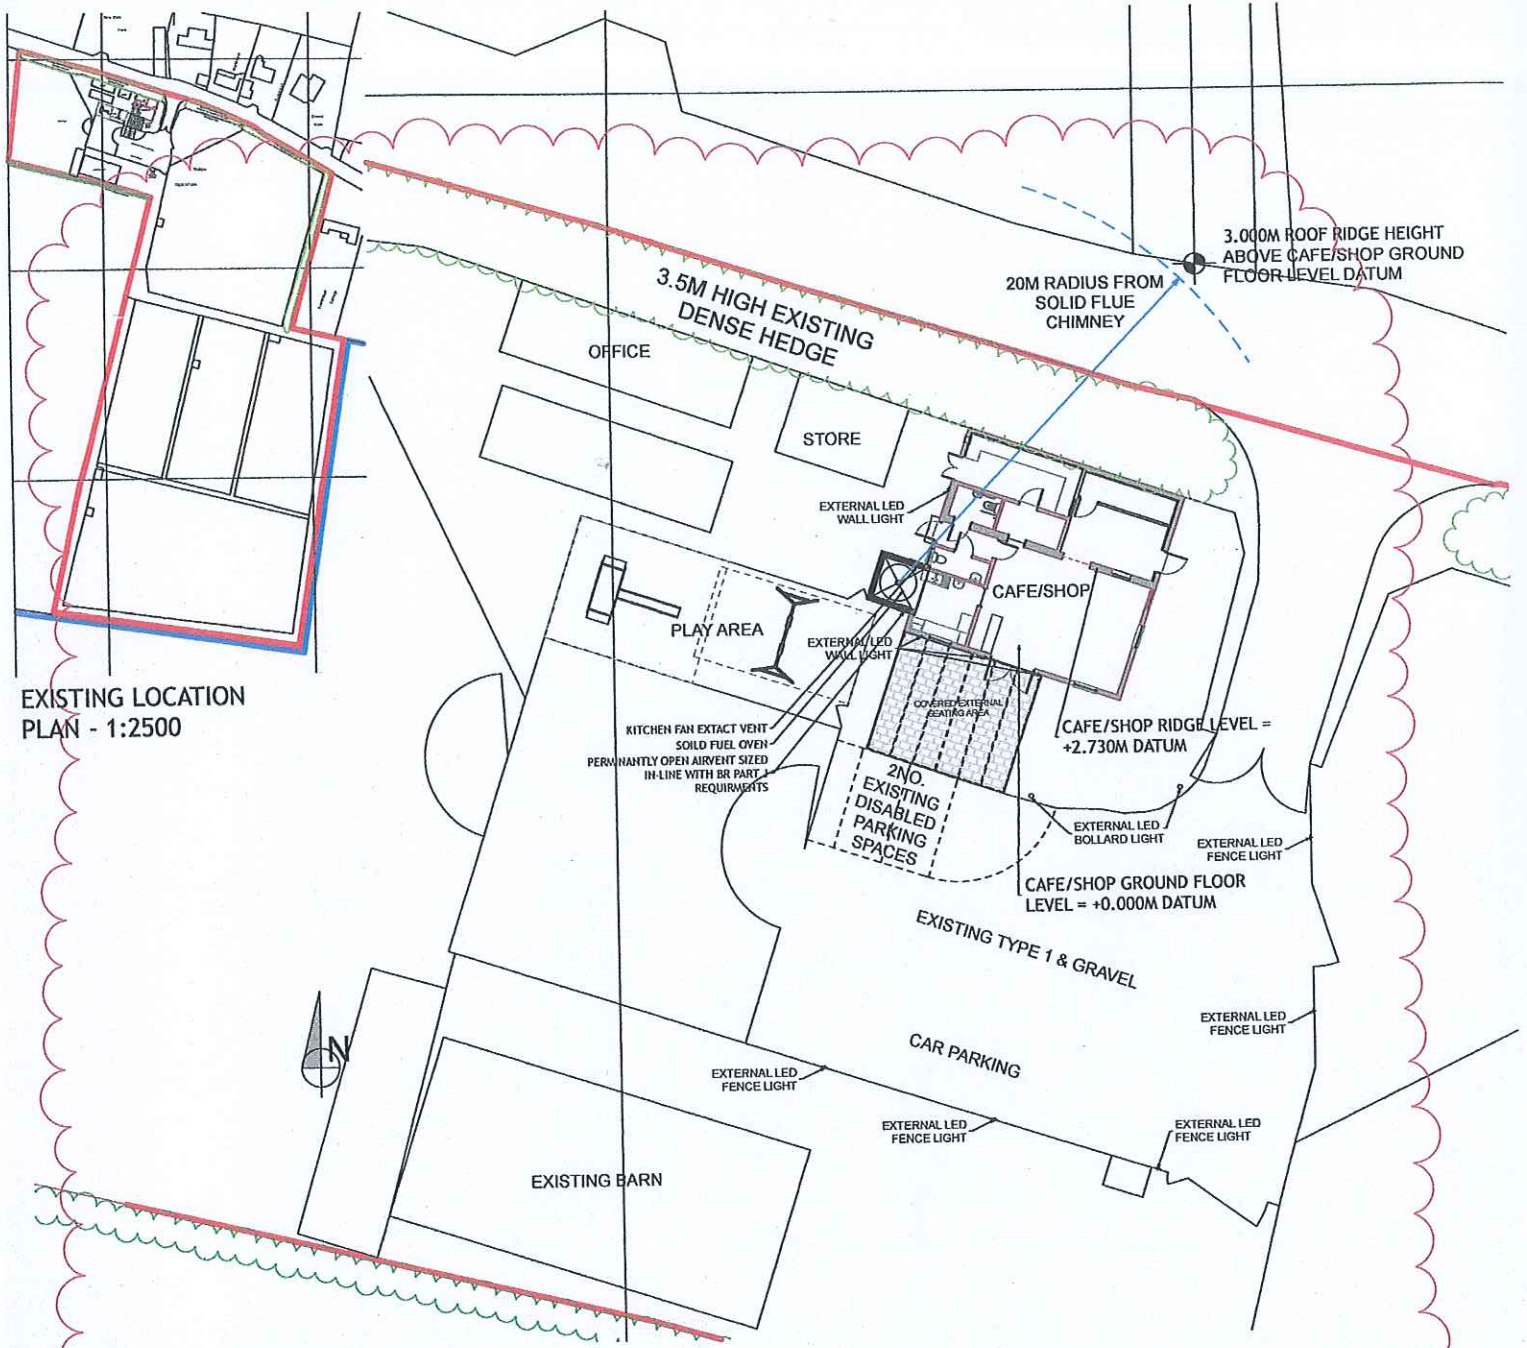 3.000M ROOF RIDGE HEIGHT
ABOVE CAFE/SHOP GROUND
FLOOR LEVEL DATUM
20M RADIUS FROM
SOLID FLUE
CHIMNEY
3.5M HIGH EXISTING
DENSE HEDGE
OFFICE
STORE
EXTERNAL LED
WALL LIGHT
CAFE/SHOP
PLAY AREA
EXTERNAL LED
WALL LIGHT
EXISTING LOCATION
PLAN - 1:2500
COVERED EXTERNAL
SEATING AREA
KITCHEN FAN EXTACT VENT
SOILD FUEL OVEN
PERMNANTLY OPEN AIRVENT SIZED
IN-LINE WITH BR PART J
REQUIRMENTS
CAFE/SHOP RIDGE LEVEL =
+2.730M DATUM
2NO.
EXISTING
DISABLED
PARKING
SPACES
EXTERNAL LED
BOLLARD LIGHT
EXTERNAL LED
FENCE LIGHT
CAFE/SHOP GROUND FLOOR
LEVEL = +0.000M DATUM
EXISTING TYPE 1 & GRAVEL
EXTERNAL LED
FENCE LIGHT
CAR PARKING
N
EXTERNAL LED
FENCE LIGHT
EXTERNAL LED
FENCE LIGHT
EXTERNAL LED
FENCE LIGHT
EXISTING BARN